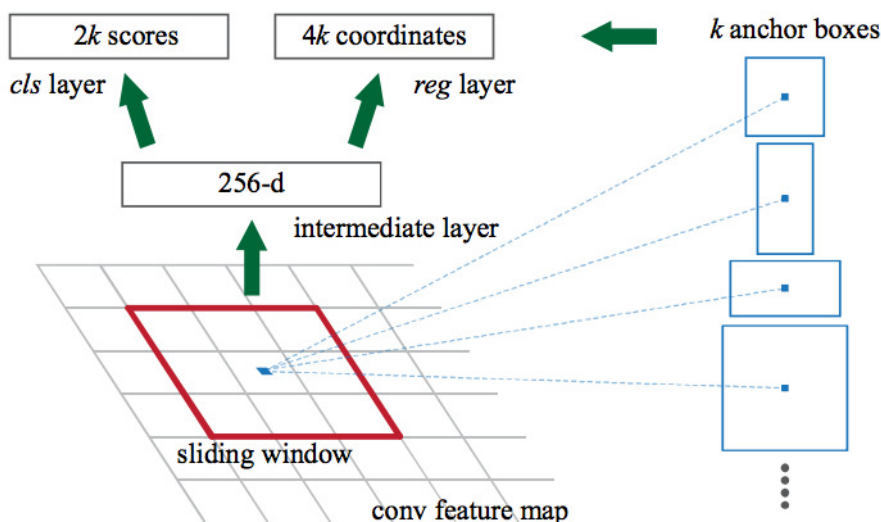 2k scores
4k coordinates
k anchor boxes
cls layer
reg layer
256-d
intermediate layer
sliding window
conv feature map